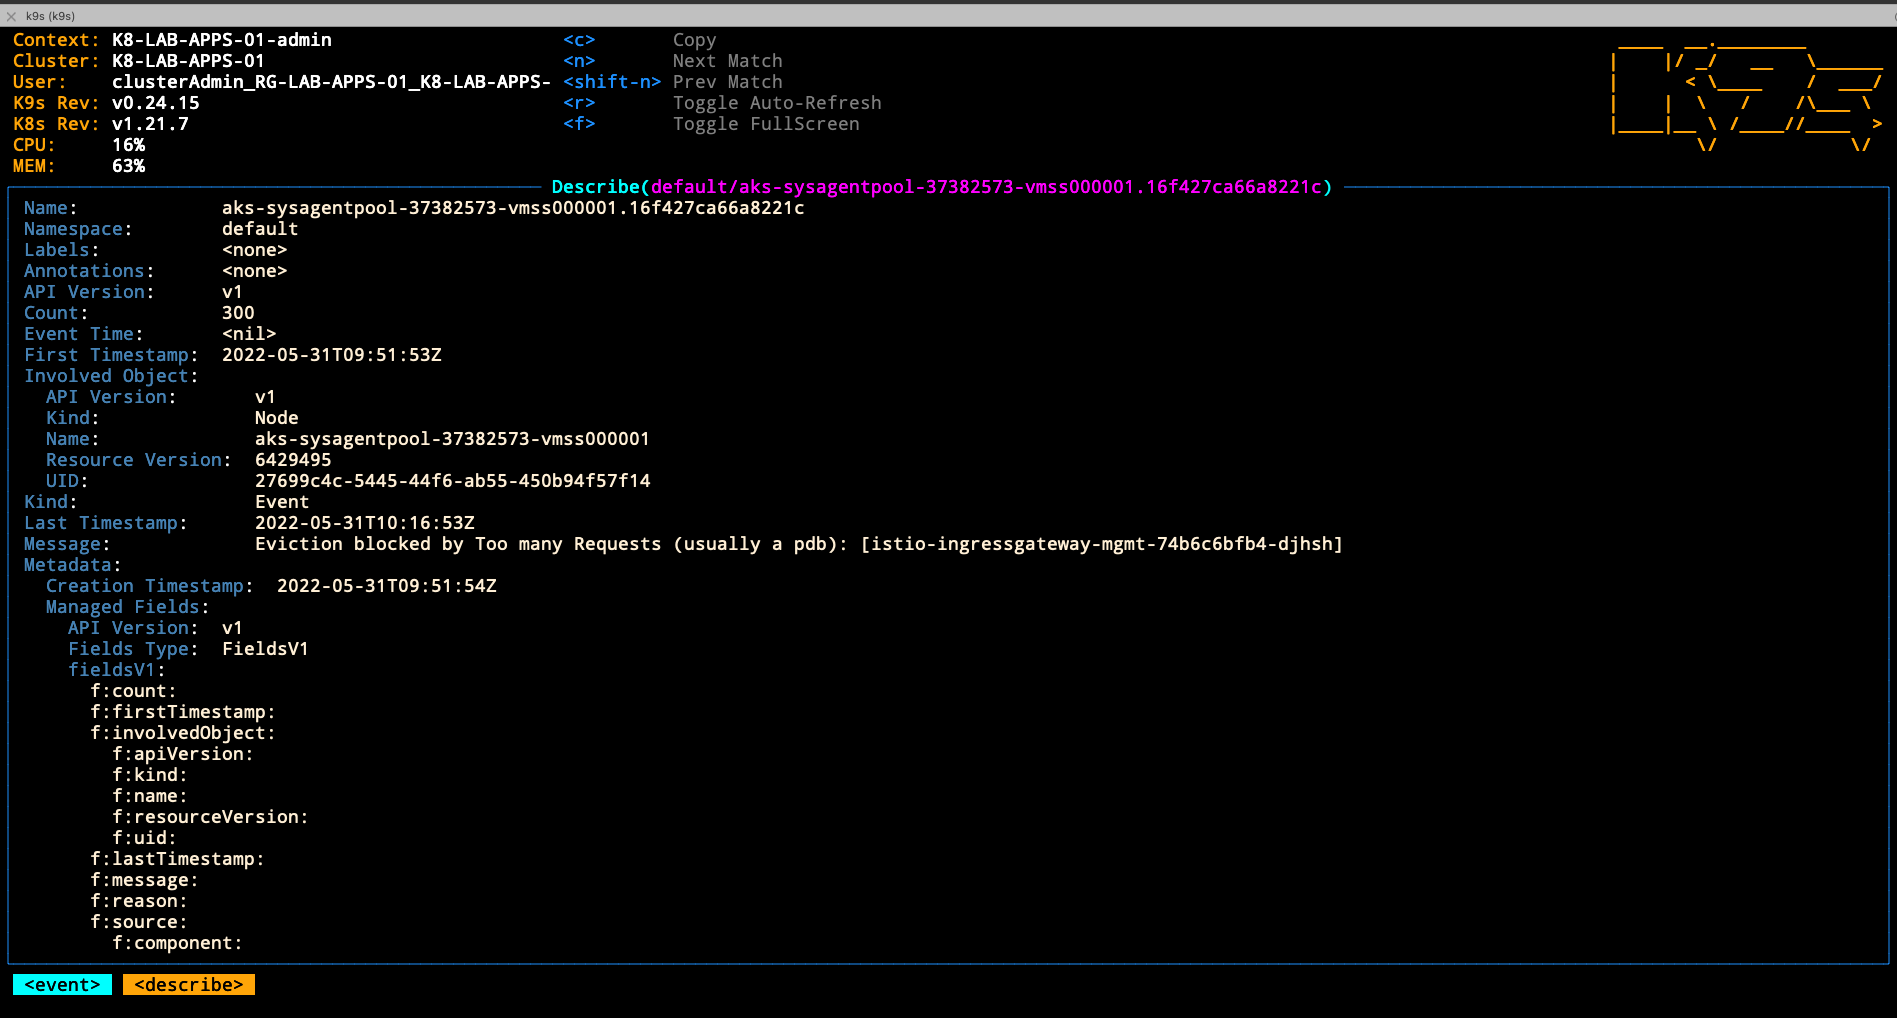 k9s (k9s)
Context: K8-LAB-APPS-01-admin <c> Copy
Cluster: K8-LAB-APPS-01 <n> Next Match
User: clusterAdmin_RG-LAB-APPS-01_K8-LAB-APPS- <shift-n> Prev Match
K9s Rev: v0.24.15 <r> Toggle Auto-Refresh
K8s Rev: v1.21.7 <f> Toggle FullScreen
CPU: 16%
MEM: 63%
Describe(default/aks-sysagentpool-37382573-vmss000001.16f427ca66a8221c)
Name: aks-sysagentpool-37382573-vmss000001.16f427ca66a8221c
Namespace: default
Labels: <none>
Annotations: <none>
API Version: v1
Count: 300
Event Time: <nil>
First Timestamp: 2022-05-31T09:51:53Z
Involved Object:
API Version: v1
Kind: Node
Name: aks-sysagentpool-37382573-vmss000001
Resource Version: 6429495
UID: 27699c4c-5445-44f6-ab55-450b94f57f14
Kind: Event
Last Timestamp: 2022-05-31T10:16:53Z
Message: Eviction blocked by Too many Requests (usually a pdb): [istio-ingressgateway-mgmt-74b6c6bfb4-djhsh]
Metadata:
Creation Timestamp: 2022-05-31T09:51:54Z
Managed Fields:
API Version: v1
Fields Type: FieldsV1
fieldsV1:
f:count:
f:firstTimestamp:
f:involvedObject:
f:apiVersion:
f:kind:
f:name:
f:resourceVersion:
f:uid:
f:lastTimestamp:
f:message:
f:reason:
f:source:
f:component:
<event> <describe>